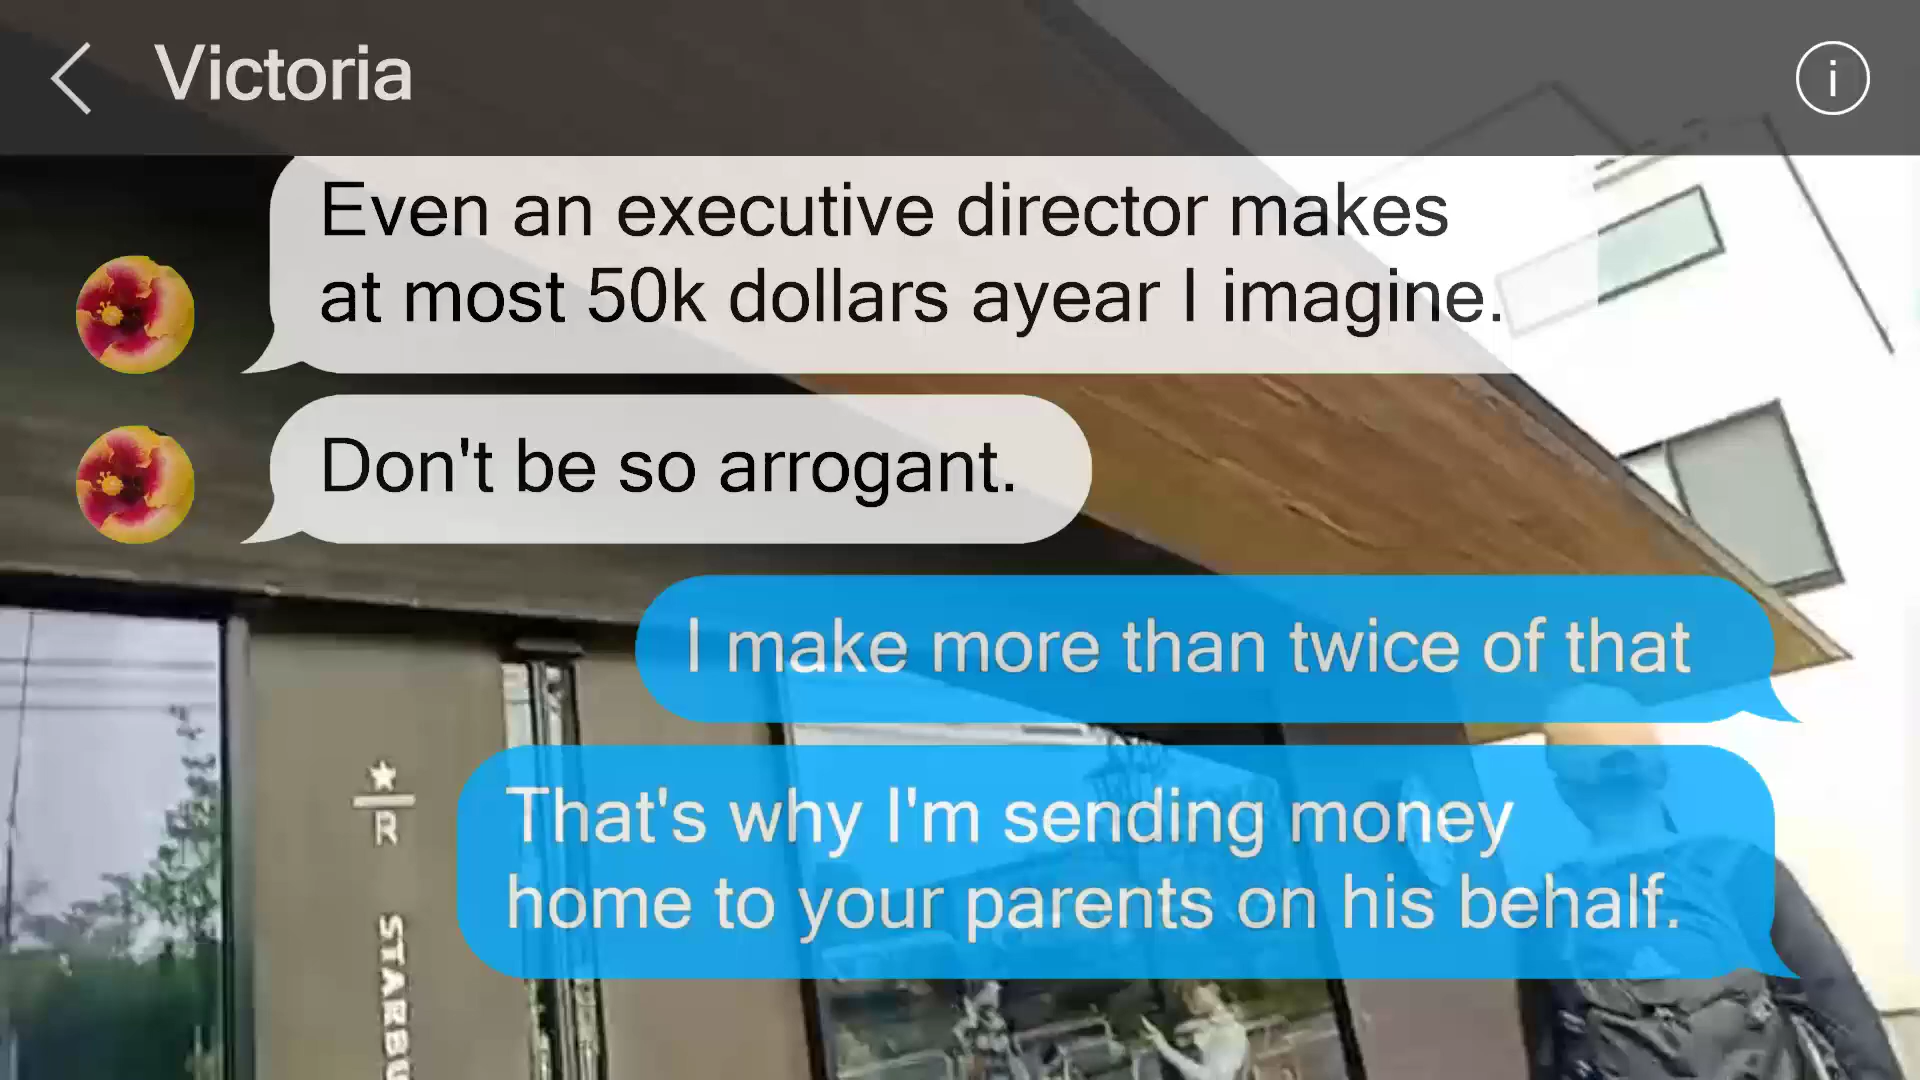 Victoria
i
Even an executive director makes
at most 50k dollars ayear I imagine.
Don't be so arrogant.
I make more than twice of that
That's why I'm sending money
home to your parents on his behalf.
R
STARBU